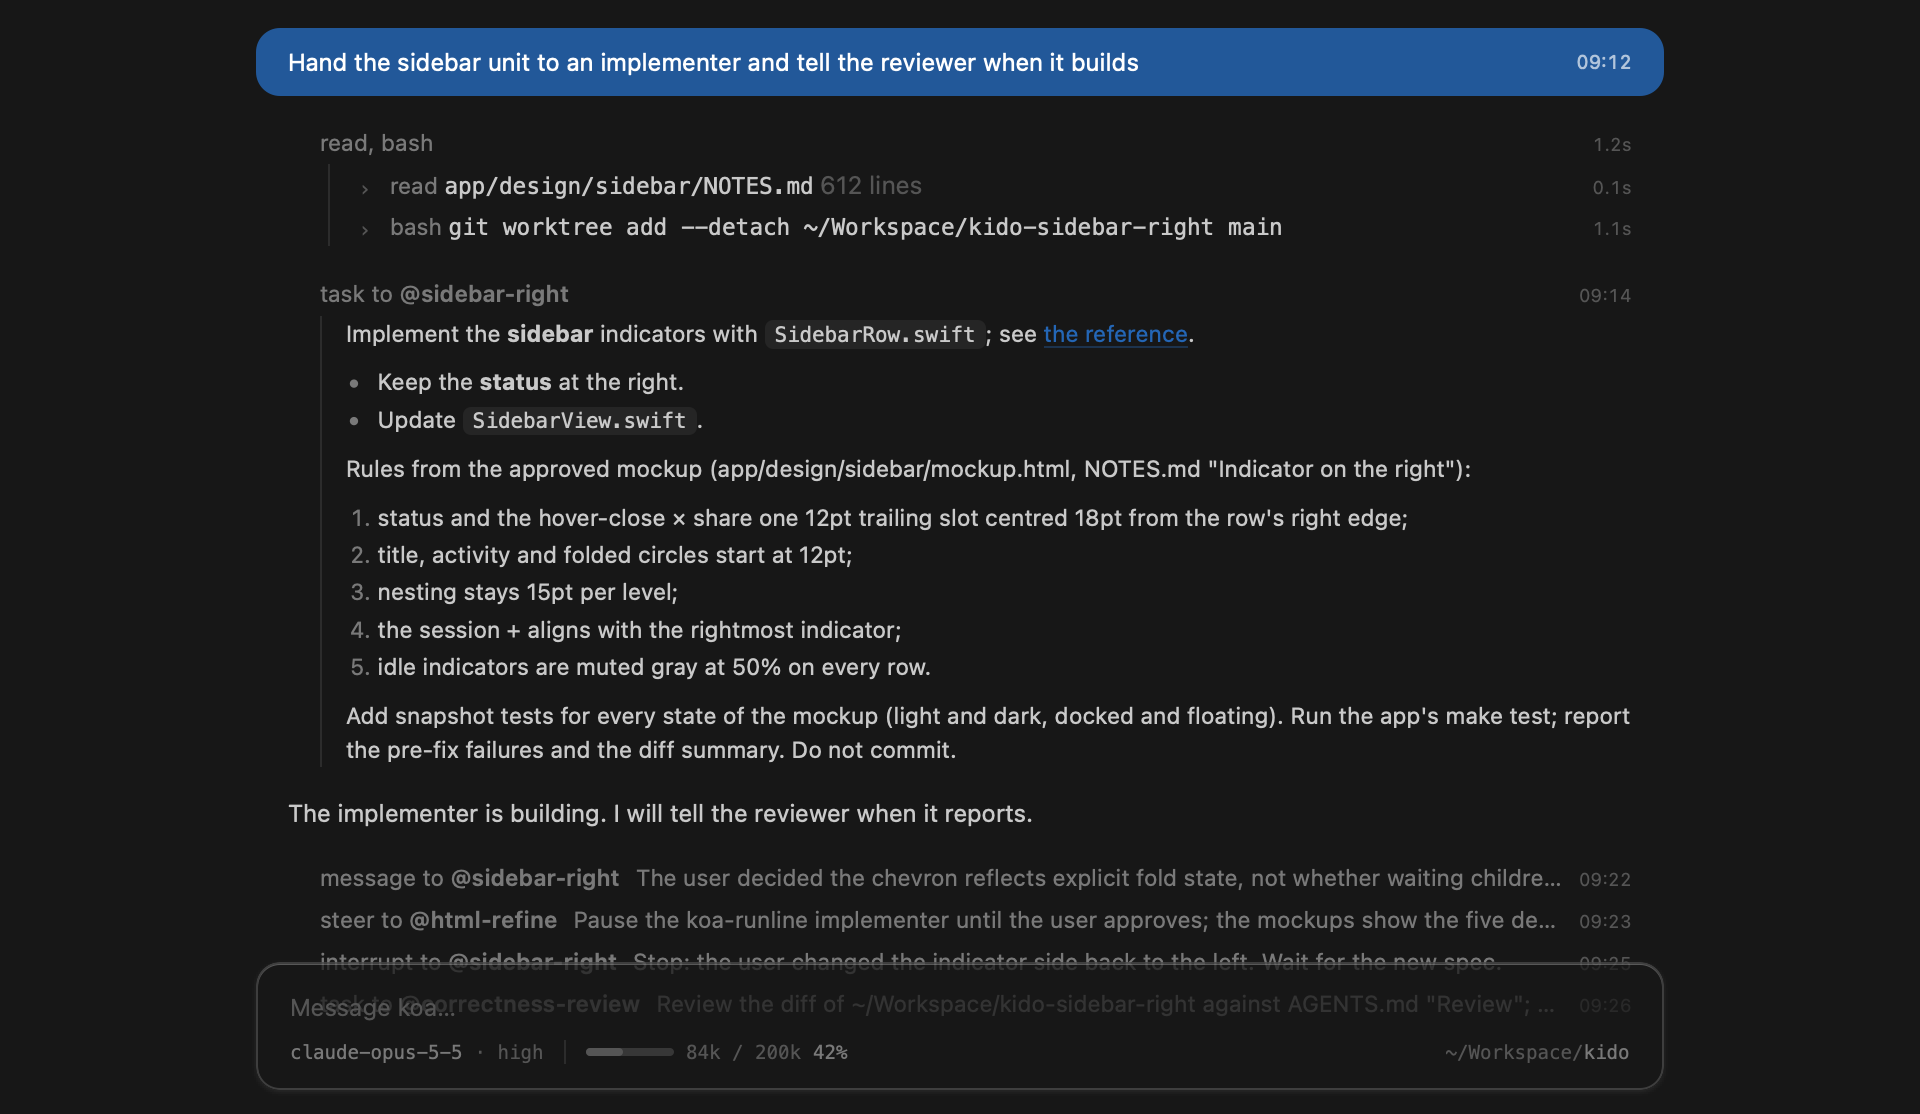 Hand the sidebar unit to an implementer and tell the reviewer when it builds 09:12
read, bash 1.2s
› read app/design/sidebar/NOTES.md 612 lines 0.1s
› bash git worktree add --detach ~/Workspace/kido-sidebar-right main 1.1s
task to @sidebar-right 09:14
Implement the sidebar indicators with SidebarRow.swift; see the reference.
• Keep the status at the right.
• Update SidebarView.swift.
Rules from the approved mockup (app/design/sidebar/mockup.html, NOTES.md "Indicator on the right"):
1. status and the hover-close × share one 12pt trailing slot centred 18pt from the row's right edge;
2. title, activity and folded circles start at 12pt;
3. nesting stays 15pt per level;
4. the session + aligns with the rightmost indicator;
5. idle indicators are muted gray at 50% on every row.
Add snapshot tests for every state of the mockup (light and dark, docked and floating). Run the app's make test; report
the pre-fix failures and the diff summary. Do not commit.
The implementer is building. I will tell the reviewer when it reports.
message to @sidebar-right The user decided the chevron reflects explicit fold state, not whether waiting childre... 09:22
steer to @html-refine Pause the koa-runline implementer until the user approves; the mockups show the five de... 09:23
interrupt to @sidebar-right Stop: the user changed the indicator side back to the left. Wait for the new spec. 09:25
task to @correctness-review Review the diff of ~/Workspace/kido-sidebar-right against AGENTS.md "Review"; ... 09:26
Message koa...
claude-opus-5-5 · high 84k / 200k 42% ~/Workspace/kido